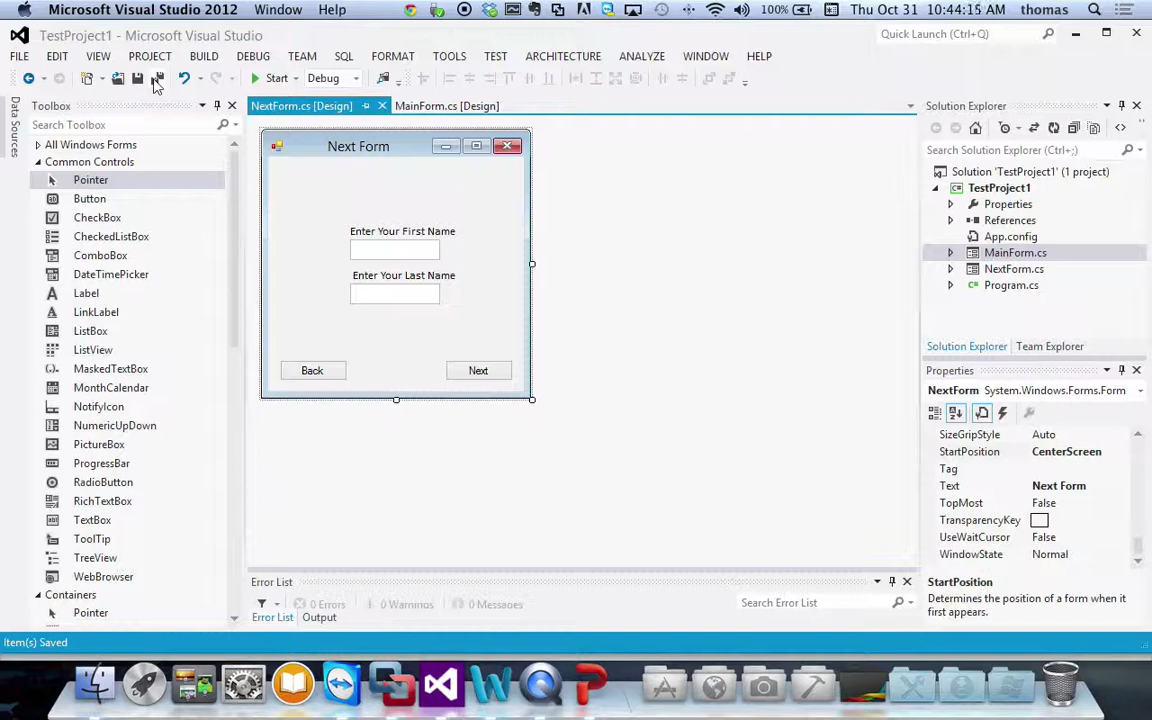 Microsoft Visual Studio 2012 Window Help 100% Thu Oct 31 10:44:15 AM thomas
TestProject1 - Microsoft Visual Studio
Quick Launch (Ctrl+Q)
FILE EDIT VIEW PROJECT BUILD DEBUG TEAM SQL FORMAT TOOLS TEST ARCHITECTURE ANALYZE WINDOW HELP
Start Debug
Data Sources
Toolbox
Search Toolbox
All Windows Forms
Common Controls
Pointer
Button
CheckBox
CheckedListBox
ComboBox
DateTimePicker
Label
LinkLabel
ListBox
ListView
MaskedTextBox
MonthCalendar
NotifyIcon
NumericUpDown
PictureBox
ProgressBar
RadioButton
RichTextBox
TextBox
ToolTip
TreeView
WebBrowser
Containers
Pointer
NextForm.cs [Design] MainForm.cs [Design]
Next Form
Enter Your First Name
Enter Your Last Name
Back Next
Error List
0 Errors 0 Warnings 0 Messages
Search Error List
Error List Output
Solution Explorer
Search Solution Explorer (Ctrl+;)
Solution 'TestProject1' (1 project)
TestProject1
Properties
References
App.config
MainForm.cs
NextForm.cs
Program.cs
Solution Explorer Team Explorer
Properties
NextForm System.Windows.Forms.Form
SizeGripStyle Auto
StartPosition CenterScreen
Tag
Text Next Form
TopMost False
TransparencyKey
UseWaitCursor False
WindowState Normal
StartPosition
Determines the position of a form when it
first appears.
Item(s) Saved